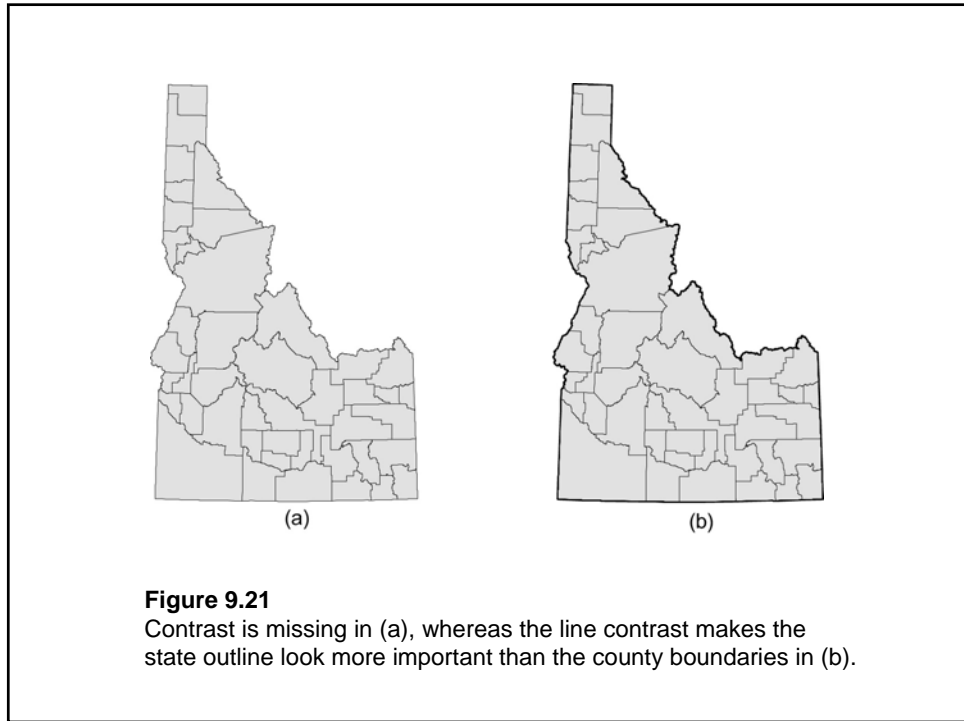 (a)
(b)
Figure 9.21
Contrast is missing in (a), whereas the line contrast makes the
state outline look more important than the county boundaries in (b).